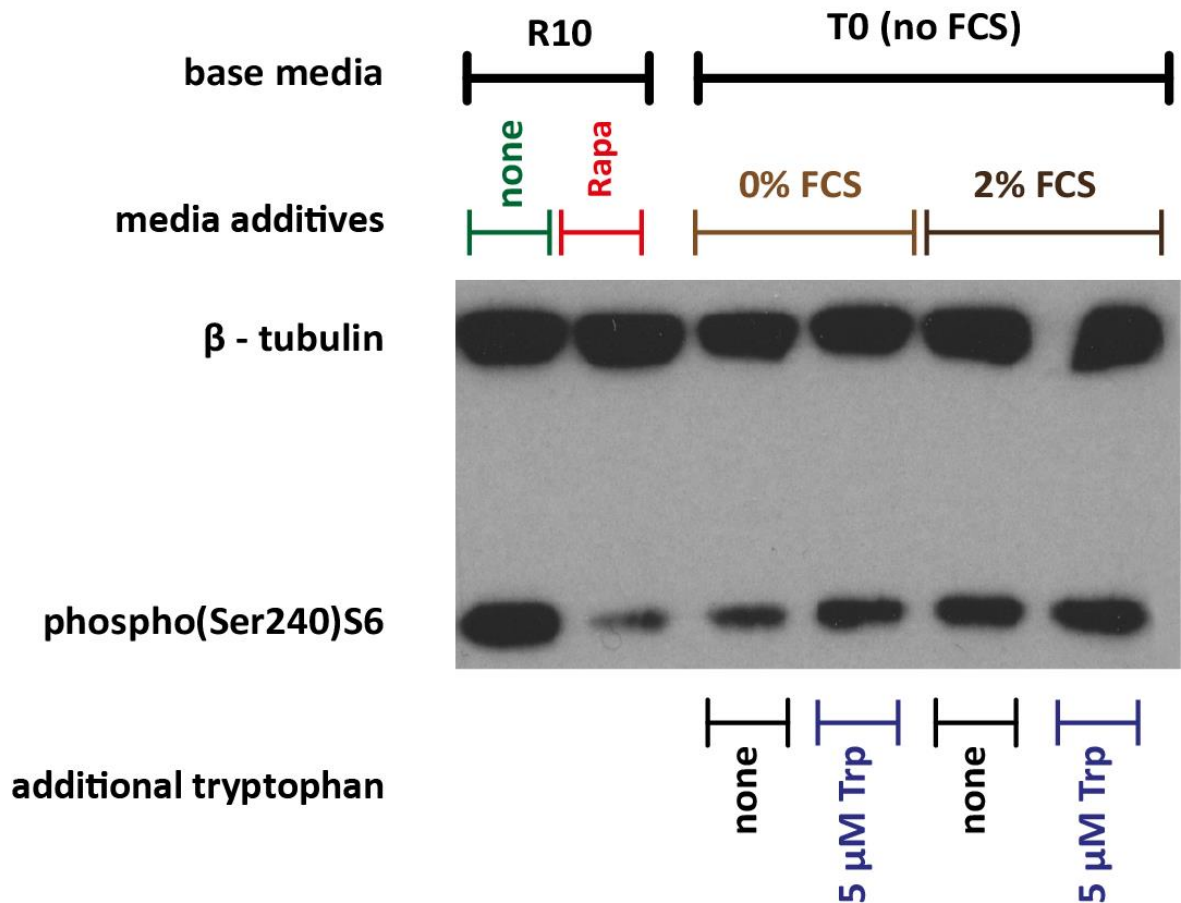 R10
T0 (no FCS)
base media
none
Rapa
0% FCS
2% FCS
media additives
β - tubulin
phospho(Ser240)S6
none
5 μM Trp
none
5 μM Trp
additional tryptophan